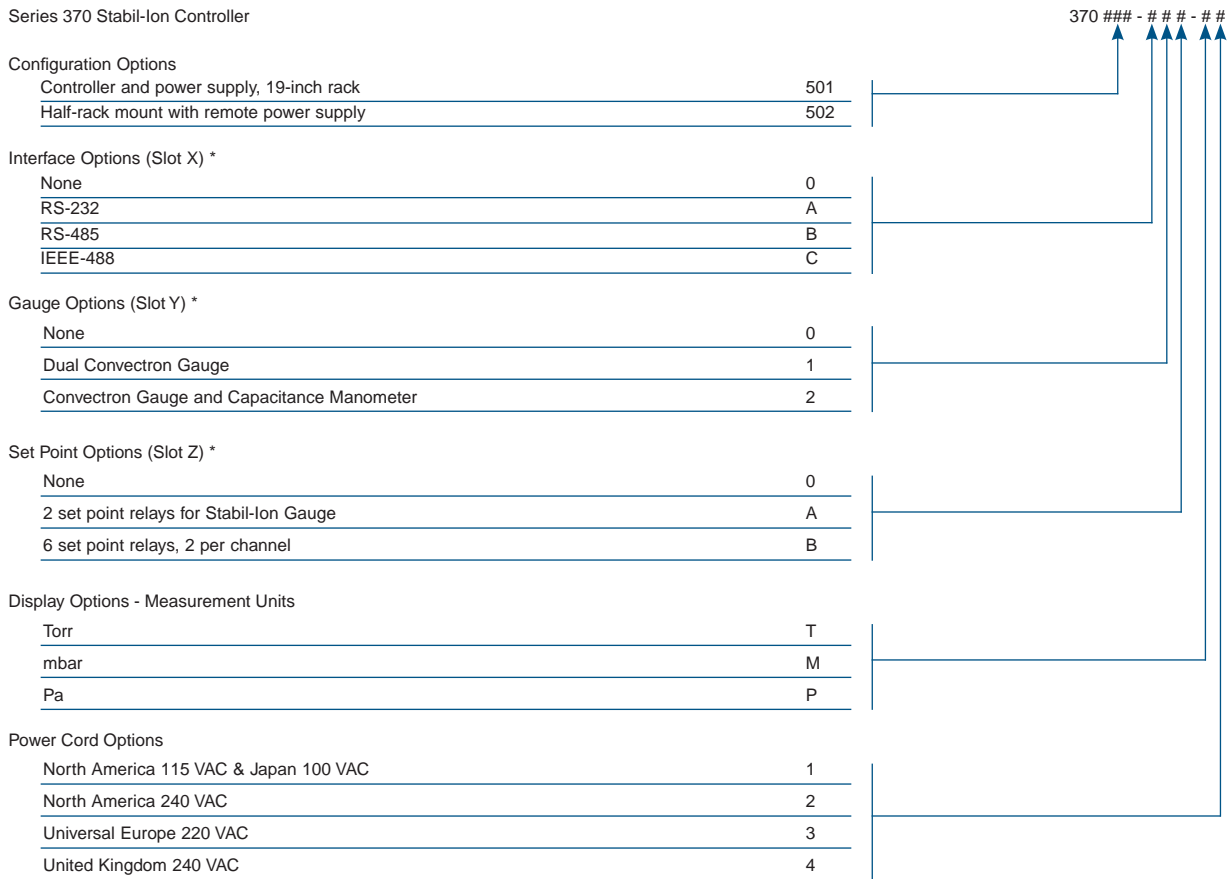 Series 370 Stabil-Ion Controller 370 ### - # # # - # #
Configuration Options
Controller and power supply, 19-inch rack 501
Half-rack mount with remote power supply 502
Interface Options (Slot X) *
None 0
RS-232 A
RS-485 B
IEEE-488 C
Gauge Options (Slot Y) *
None 0
Dual Convectron Gauge 1
Convectron Gauge and Capacitance Manometer 2
Set Point Options (Slot Z) *
None 0
2 set point relays for Stabil-Ion Gauge A
6 set point relays, 2 per channel B
Display Options - Measurement Units
Torr T
mbar M
Pa P
Power Cord Options
North America 115 VAC & Japan 100 VAC 1
North America 240 VAC 2
Universal Europe 220 VAC 3
United Kingdom 240 VAC 4